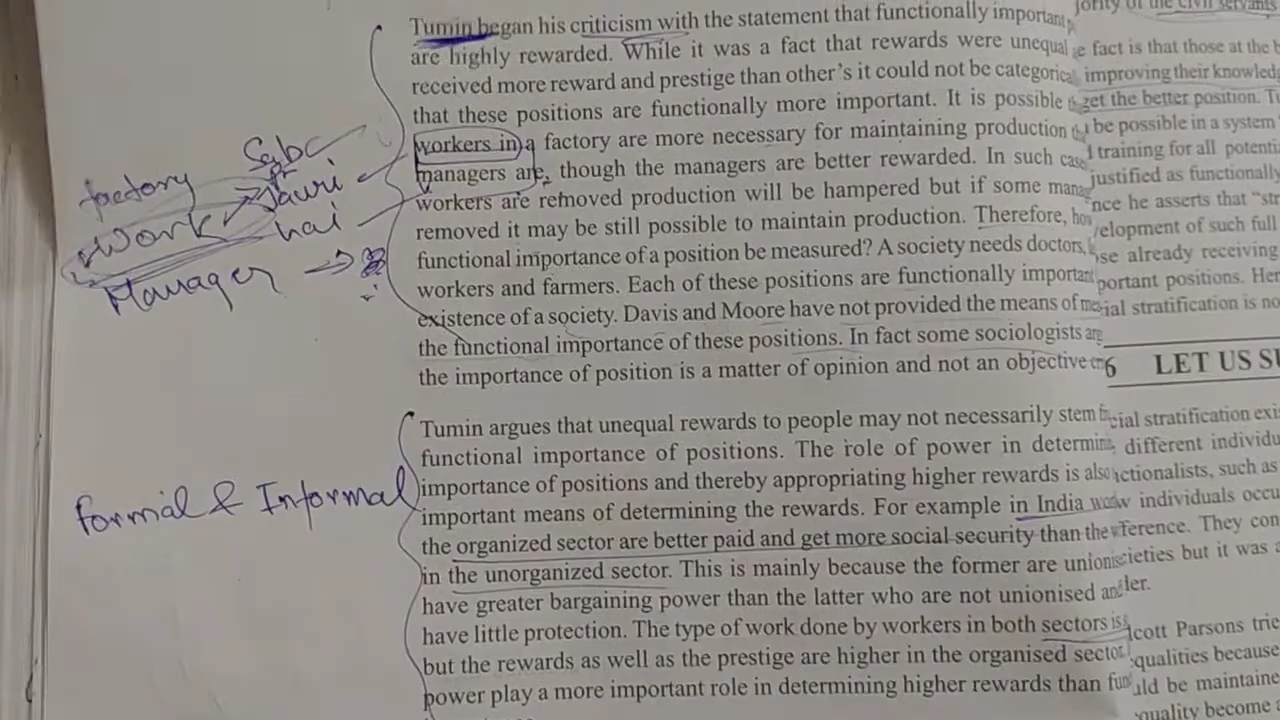 Tumin began his criticism with the statement that functionally important
are highly rewarded. While it was a fact that rewards were unequal
received more reward and prestige than other's it could not be categorica
that these positions are functionally more important. It is possible
workers in a factory are more necessary for maintaining production
managers are, though the managers are better rewarded. In such case
workers are removed production will be hampered but if some mana
removed it may be still possible to maintain production. Therefore, how
functional importance of a position be measured? A society needs doctors,
workers and farmers. Each of these positions are functionally important
existence of a society. Davis and Moore have not provided the means of me
the functional importance of these positions. In fact some sociologists
the importance of position is a matter of opinion and not an objective
Tumin argues that unequal rewards to people may not necessarily stem
functional importance of positions. The role of power in determin
importance of positions and thereby appropriating higher rewards is also
important means of determining the rewards. For example in India
the organized sector are better paid and get more social security than the
in the unorganized sector. This is mainly because the former are union
have greater bargaining power than the latter who are not unionised and
have little protection. The type of work done by workers in both sectors is
but the rewards as well as the prestige are higher in the organised sector.
power play a more important role in determining higher rewards than
factory
Work
hai
Manager
Formal & Informal
jority of the civil servants
fact is that those at the
improving their knowled
get the better position.
be possible in a system
training for all potenti
justified as functionally
nce he asserts that "str
elopment of such full
se already receiving
portant positions. Her
ial stratification is no
6 LET US S
cial stratification exi
different individu
ctionalists, such as
individuals occu
ference. They con
cieties but it was
ler.
lcott Parsons trie
qualities because
uld be maintaine
quality become